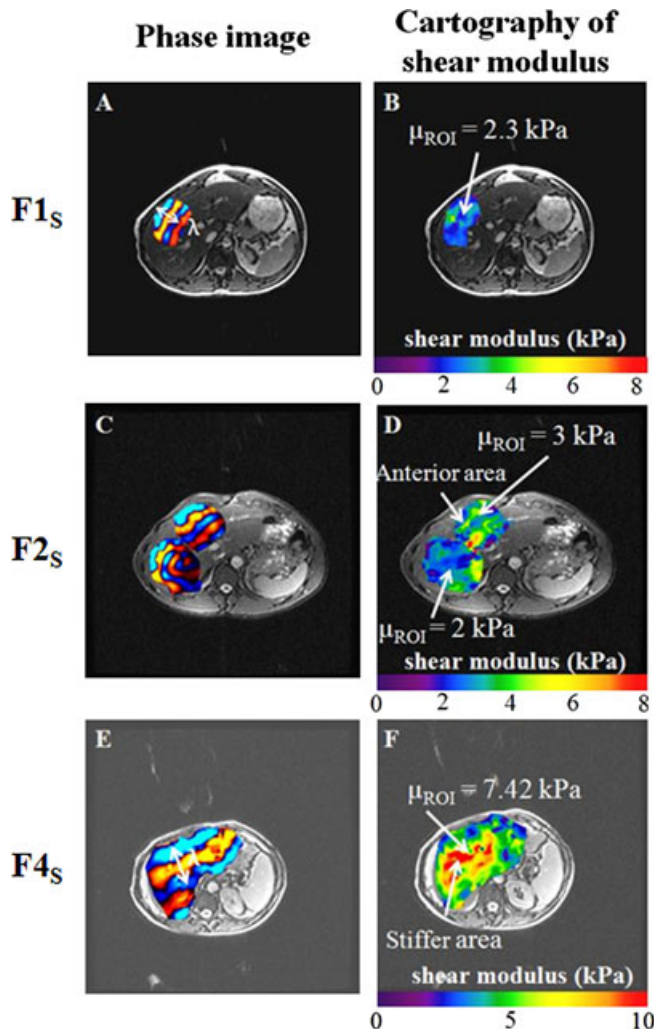 Phase image
Cartography of
shear modulus
F1S
A
λ
B
μROI = 2.3 kPa
shear modulus (kPa)
0 2 4 6 8
F2S
C
D
μROI = 3 kPa
Anterior area
μROI = 2 kPa
shear modulus (kPa)
0 2 4 6 8
F4S
E
λ
F
μROI = 7.42 kPa
Stiffer area
shear modulus (kPa)
0 5 10